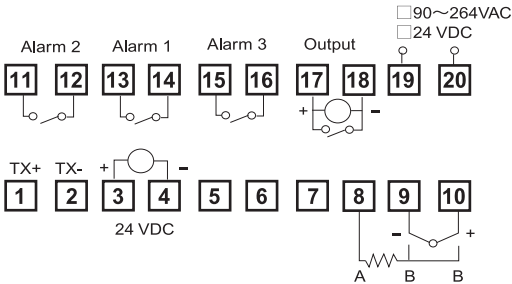 □90～264VAC
□24 VDC
Alarm 2 Alarm 1 Alarm 3 Output
11 12 13 14 15 16 17 18 19 20
+ −
TX+ TX- + −
1 2 3 4 5 6 7 8 9 10
24 VDC
− +
A B B